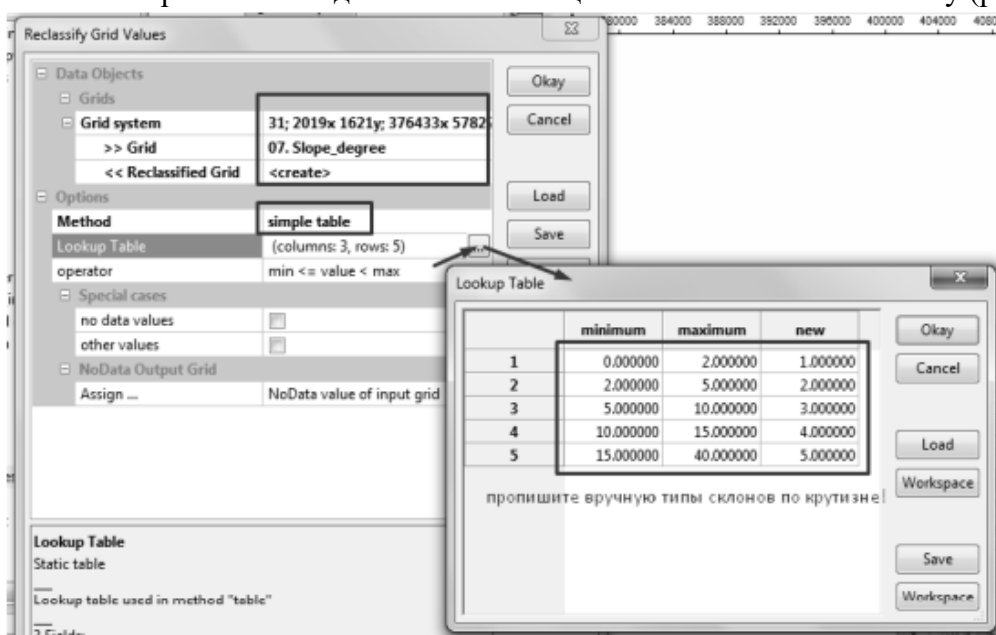 380000 384000 388000 392000 396000 400000 404000
Reclassify Grid Values
Data Objects
Grids
Grid system 31; 2019x 1621y; 376433x 5782
>> Grid 07. Slope_degree
<< Reclassified Grid <create>
Options
Method simple table
Lookup Table (columns: 3, rows: 5) ...
operator min <= value < max
Special cases
no data values
other values
NoData Output Grid
Assign ... NoData value of input grid
Okay
Cancel
Load
Save
Lookup Table
Static table
Lookup table used in method "table"
3 Fields:
Lookup Table
minimum maximum new
1 0.000000 2.000000 1.000000
2 2.000000 5.000000 2.000000
3 5.000000 10.000000 3.000000
4 10.000000 15.000000 4.000000
5 15.000000 40.000000 5.000000
пропишите вручную типы склонов по крутизне!
Okay
Cancel
Load
Workspace
Save
Workspace